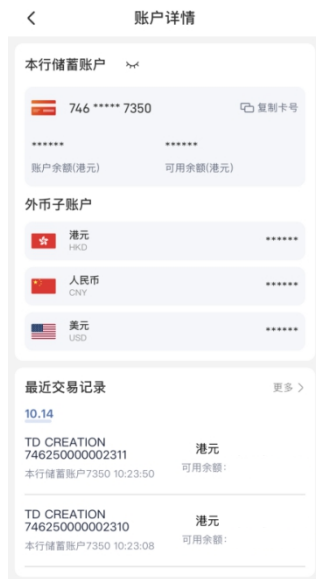 账户详情
本行储蓄账户
746 ***** 7350 复制卡号
****** ******
账户余额(港元) 可用余额(港元)
外币子账户
港元
HKD ******
人民币
CNY ******
美元
USD ******
最近交易记录 更多
10.14
TD CREATION
746250000002311 港元
本行储蓄账户7350 10:23:50 可用余额:
TD CREATION
746250000002310 港元
本行储蓄账户7350 10:23:08 可用余额: